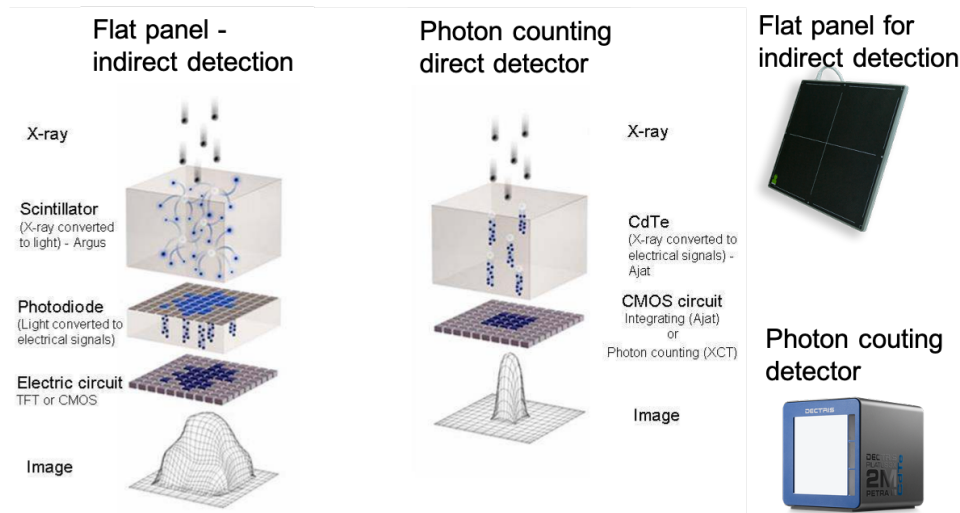 Flat panel -
indirect detection
X-ray
Scintillator
(X-ray converted
to light) - Argus
Photodiode
(Light converted to
electrical signals)
Electric circuit
TFT or CMOS
Image
Photon counting
direct detector
X-ray
CdTe
(X-ray converted to
electrical signals) -
Ajat
CMOS circuit
Integrating (Ajat)
or
Photon counting (XCT)
Image
Flat panel for
indirect detection
Photon couting
detector
DECTRIS
2M
PETRA
CdTe